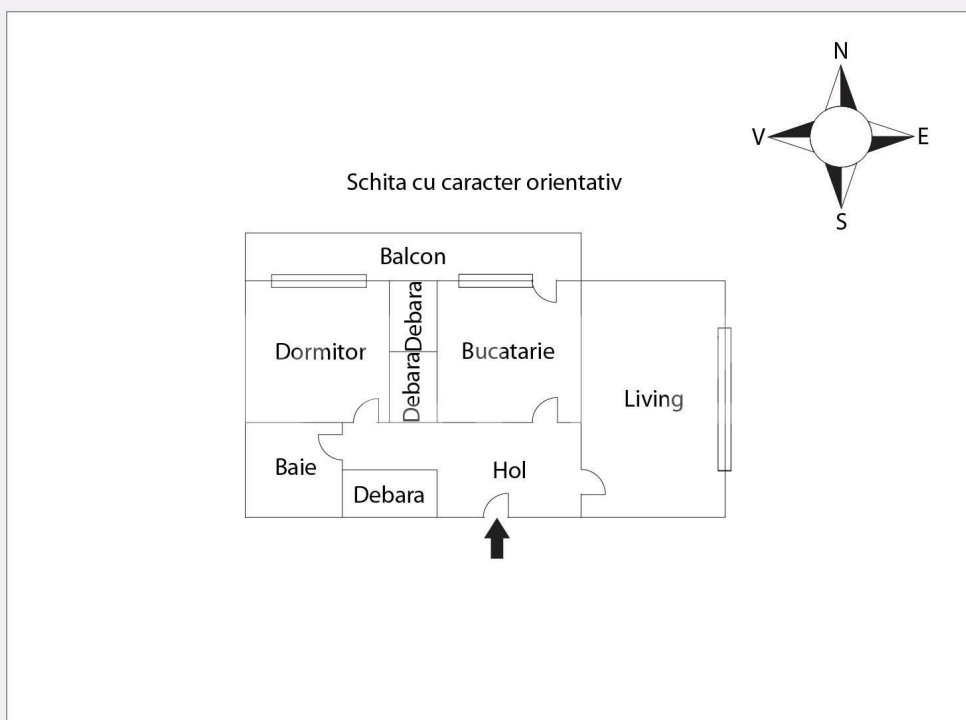 N
V
E
S
Schita cu caracter orientativ
Balcon
Debara
Dormitor
Bucatarie
Debara
Living
Baie
Hol
Debara